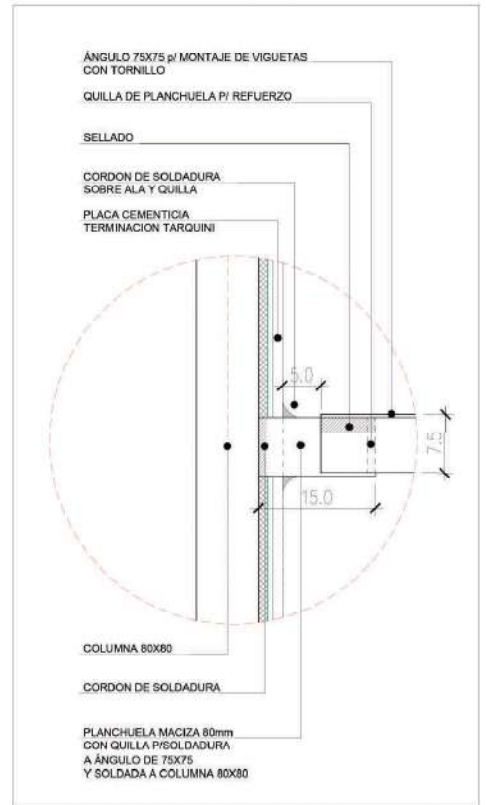 ÁNGULO 75X75 p/ MONTAJE DE VIGUETAS
CON TORNILLO
QUILLA DE PLANCHUELA P/ REFUERZO
SELLADO
CORDON DE SOLDADURA
SOBRE ALA Y QUILLA
PLACA CEMENTICIA
TERMINACION TARQUINI
5.0
7.5
15.0
COLUMNA 80X80
CORDON DE SOLDADURA
PLANCHUELA MACIZA 80mm
CON QUILLA P/SOLDADURA
A ÁNGULO DE 75X75
Y SOLDADA A COLUMNA 80X80